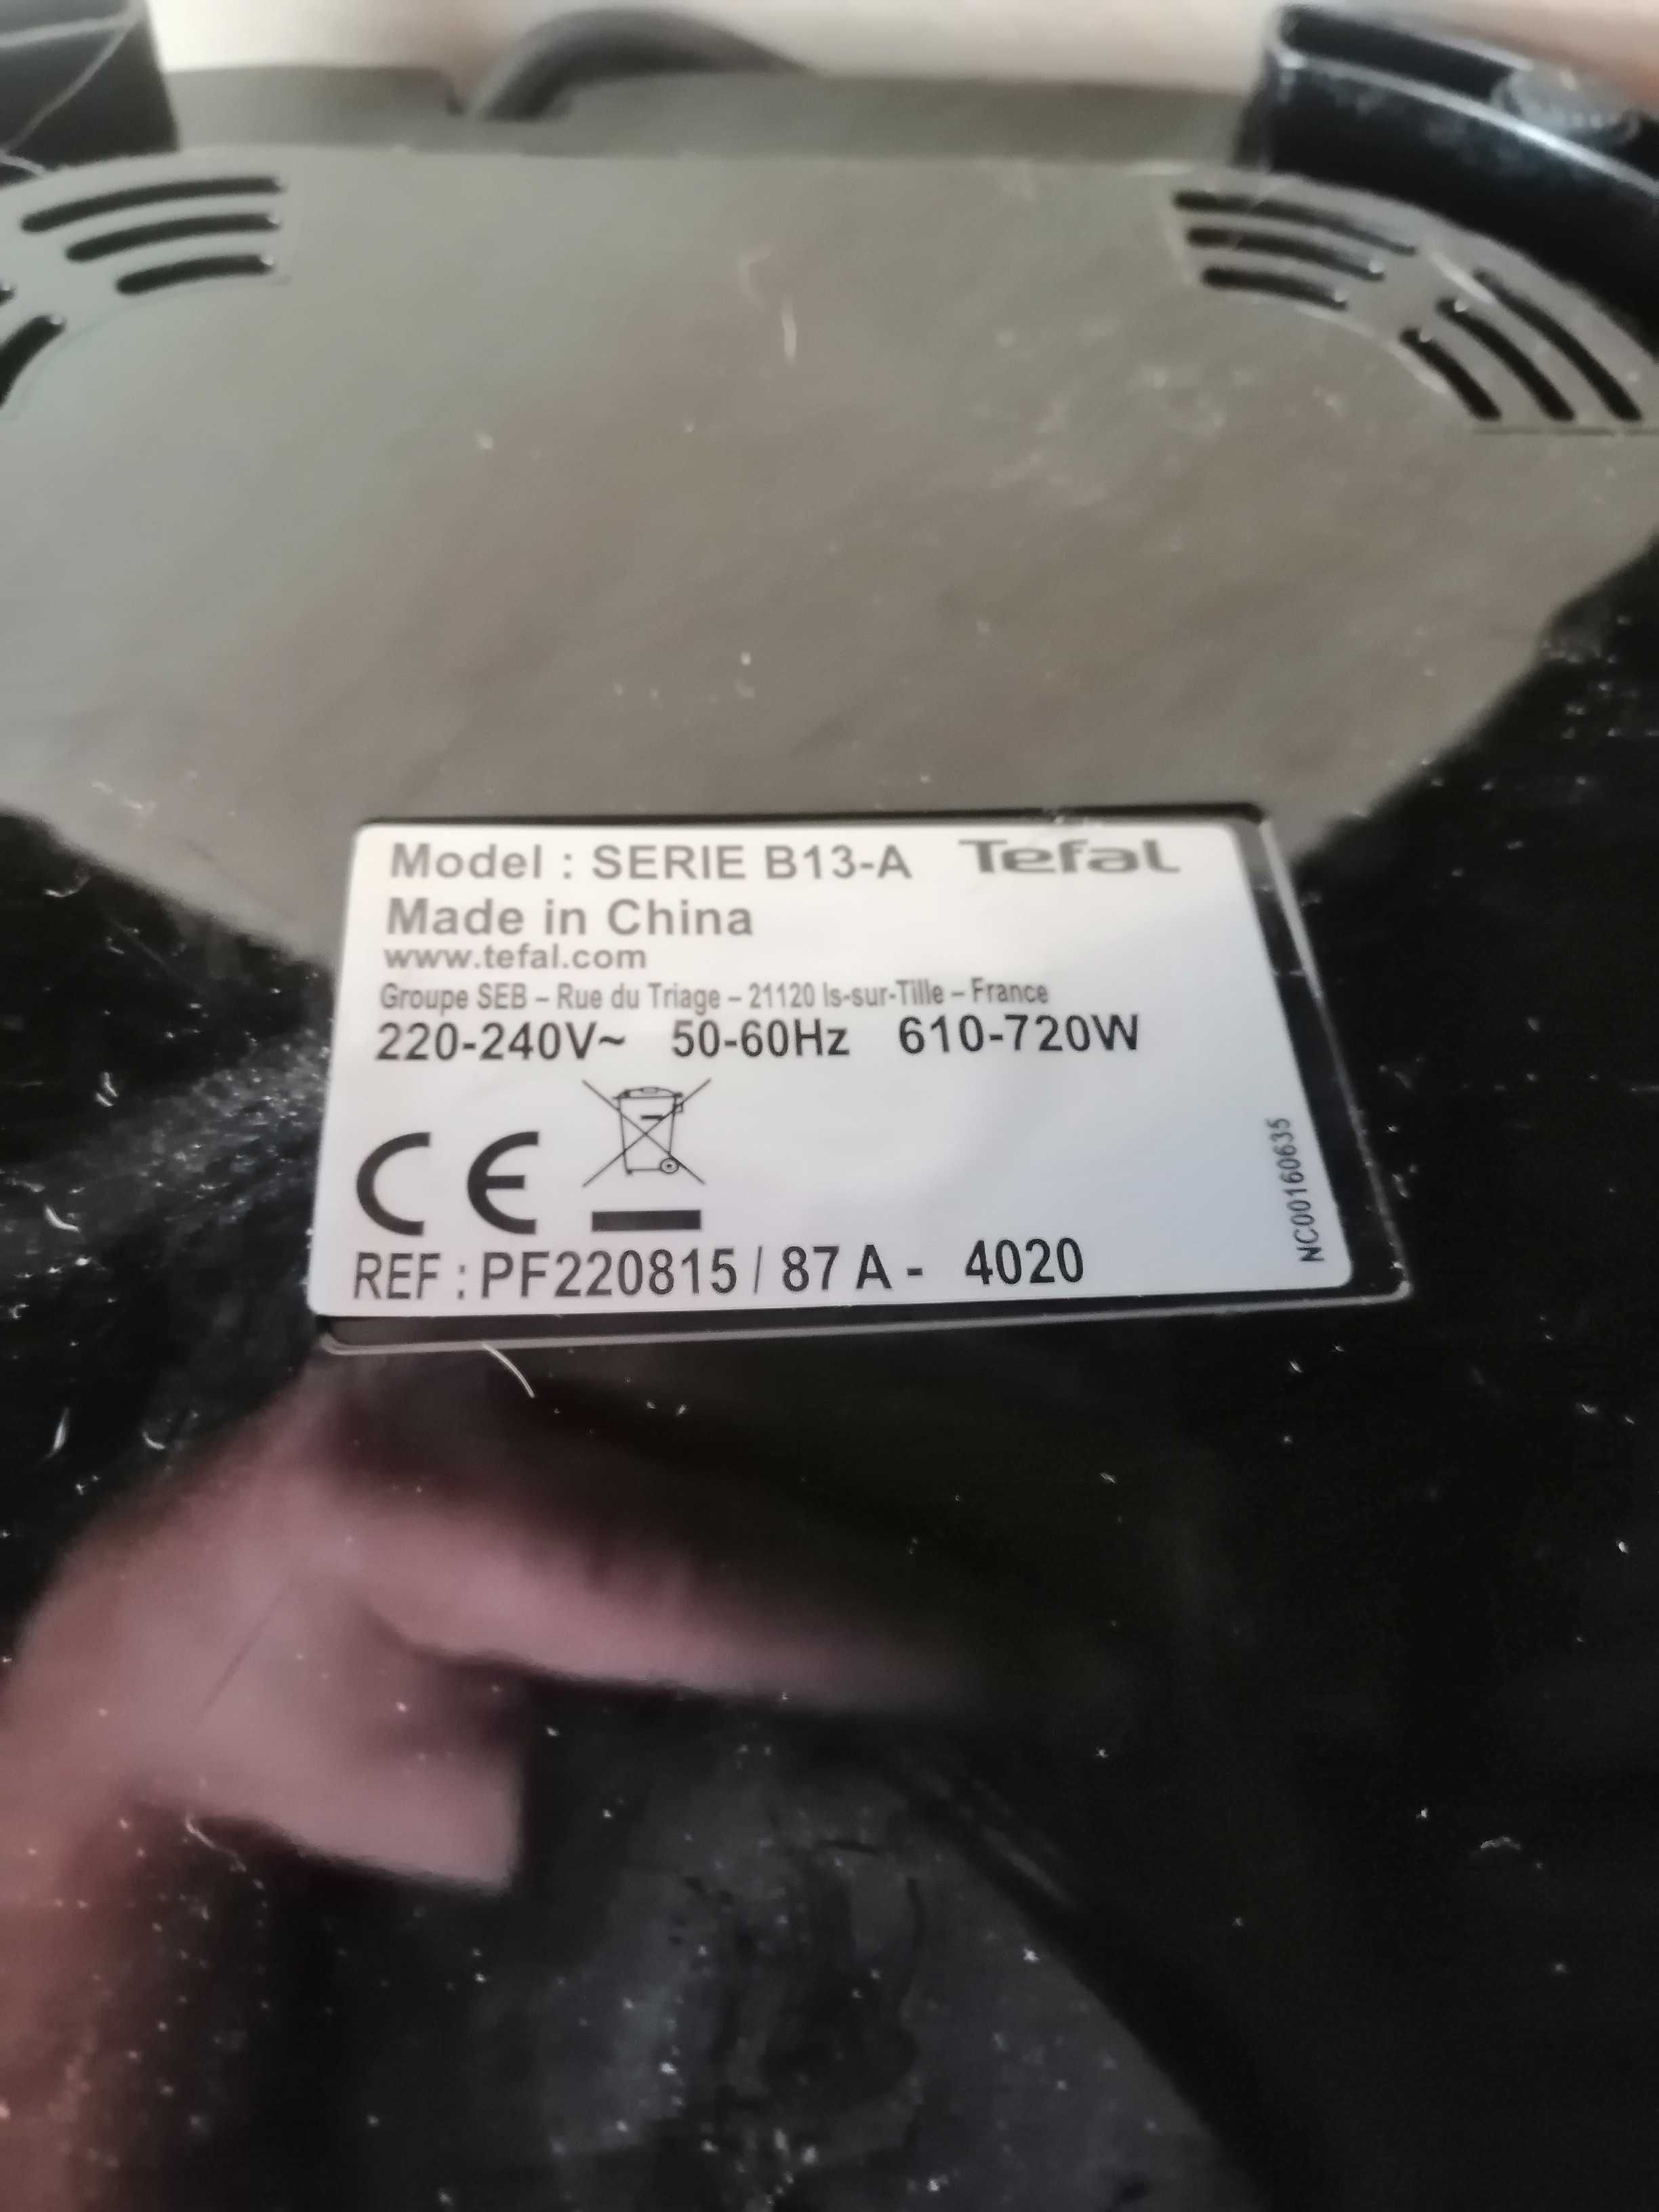 Model : SERIE B13-A Tefal
Made in China
www.tefal.com
Groupe SEB – Rue du Triage – 21120 Is-sur-Tille – France
220-240V~ 50-60Hz 610-720W
CE
REF : PF220815 / 87 A - 4020
NC00160635